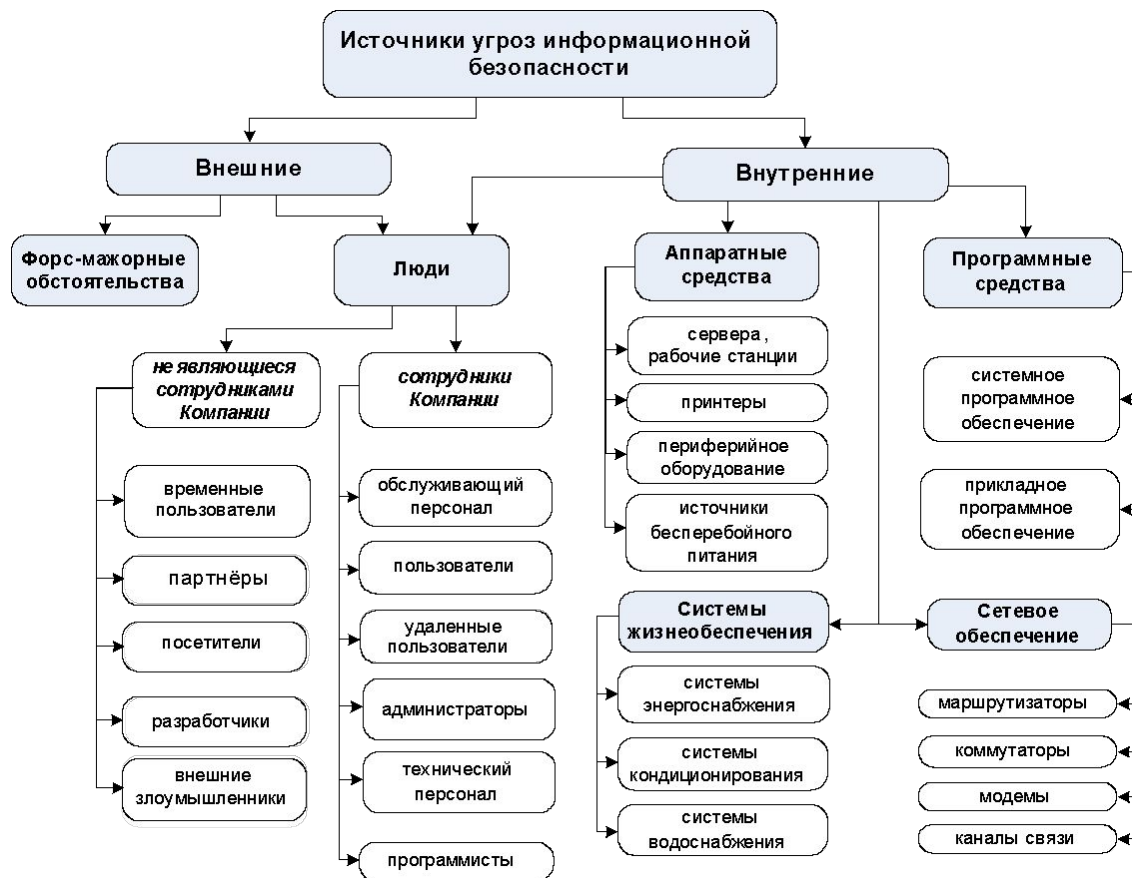 Источники угроз информационной
безопасности
Внешние
Внутренние
Форс-мажорные
обстоятельства
Люди
Аппаратные
средства
Программные
средства
не являющиеся
сотрудниками
Компании
временные
пользователи
партнёры
посетители
разработчики
внешние
злоумышленники
сотрудники
Компании
обслуживающий
персонал
пользователи
удаленные
пользователи
администраторы
технический
персонал
программисты
сервера ,
рабочие станции
принтеры
периферийное
оборудование
источники
бесперебойного
питания
Системы
жизнеобеспечения
системы
энергоснабжения
системы
кондиционирования
системы
водоснабжения
системное
программное
обеспечение
прикладное
программное
обеспечение
Сетевое
обеспечение
маршрутизаторы
коммутаторы
модемы
каналы связи